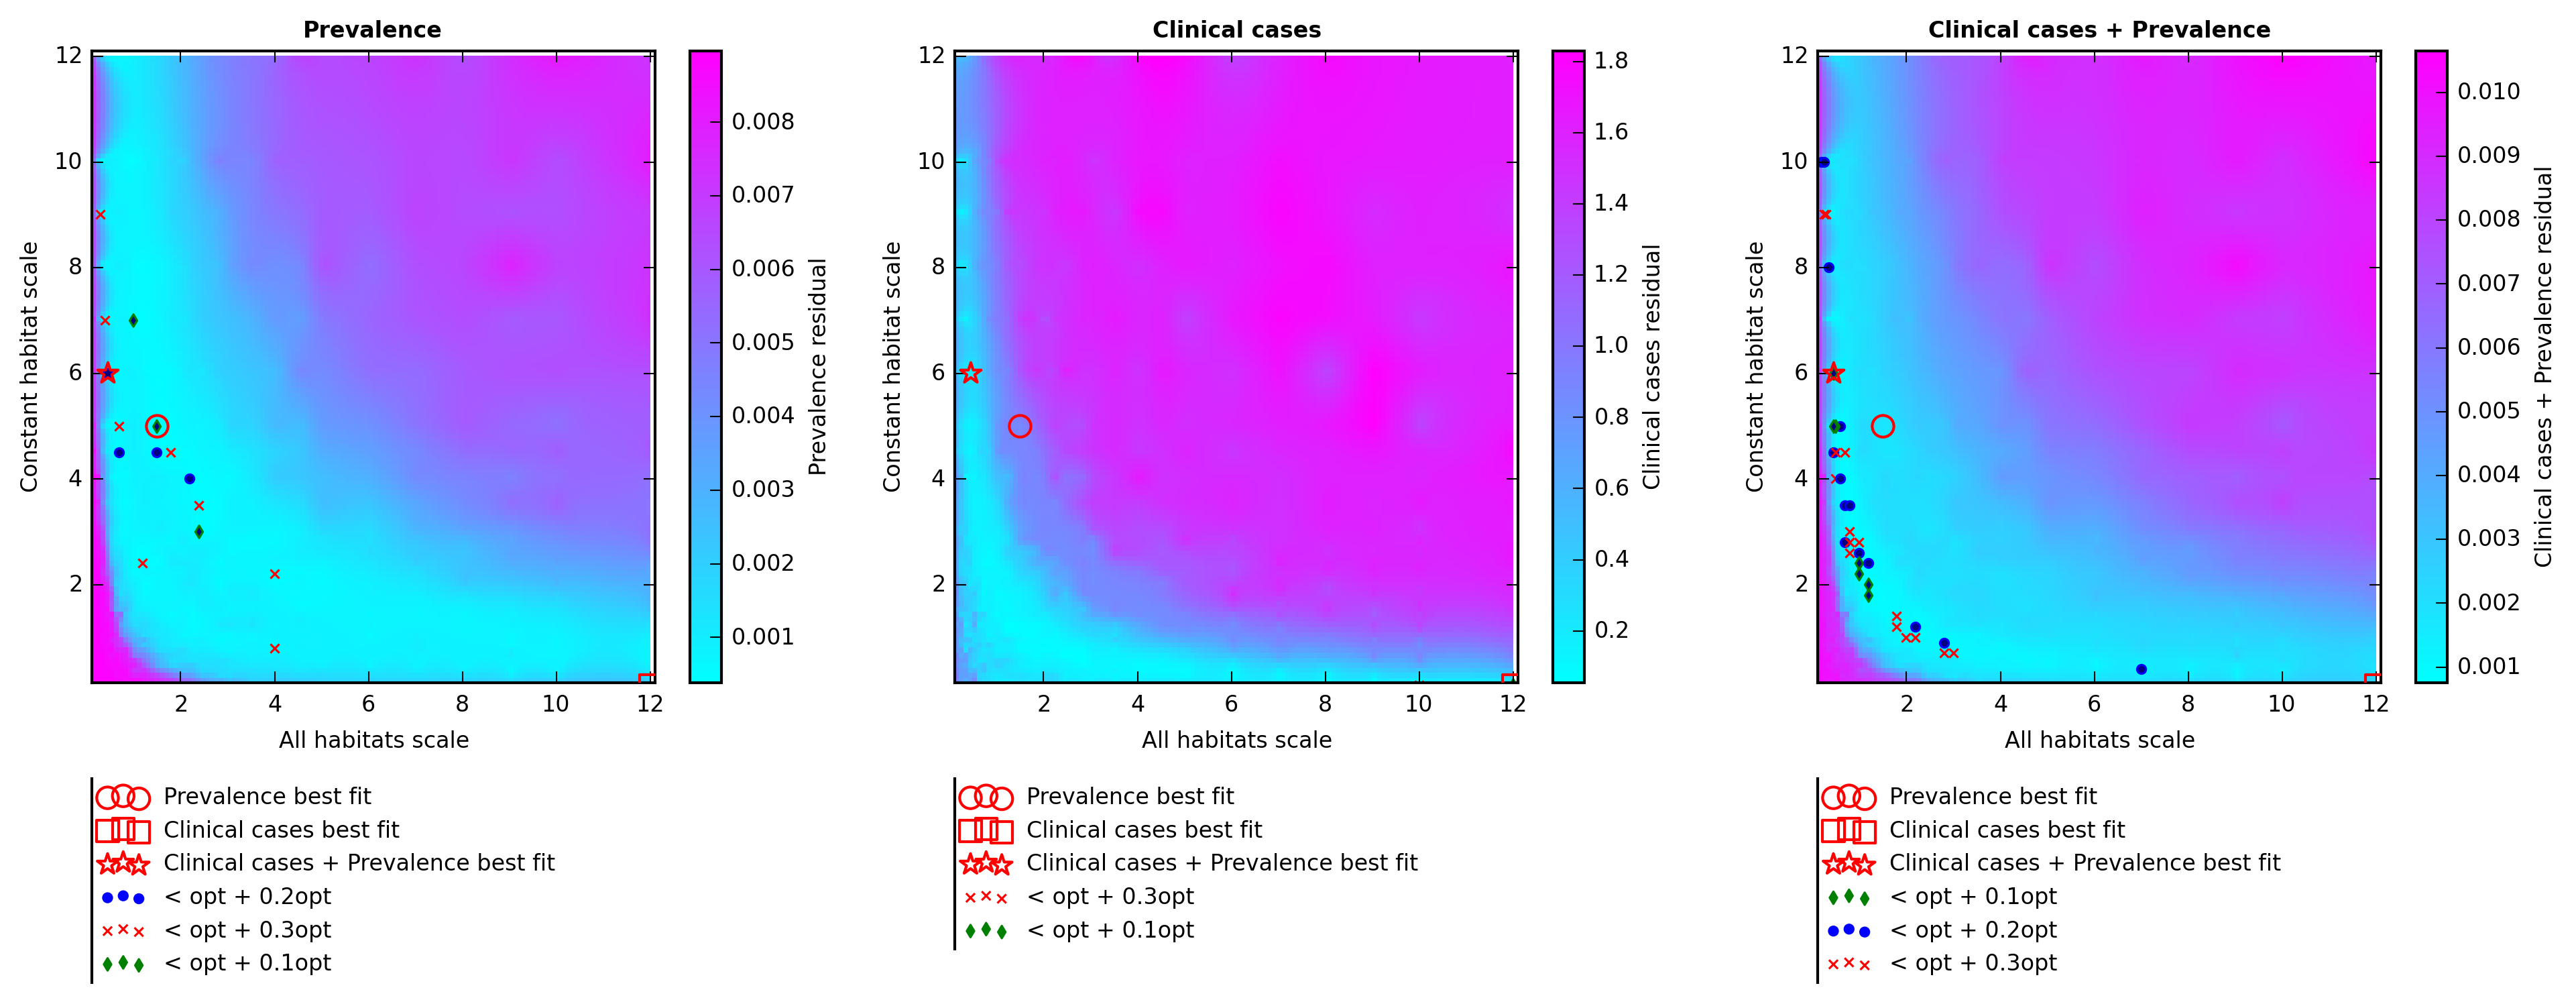 Prevalence
12
10
8
6
4
2
2
4
6
8
10
12
Constant habitat scale
All habitats scale
0.008
0.007
0.006
0.005
0.004
0.003
0.002
0.001
Prevalence residual
Prevalence best fit
Clinical cases best fit
Clinical cases + Prevalence best fit
< opt + 0.2opt
< opt + 0.3opt
< opt + 0.1opt
Clinical cases
12
10
8
6
4
2
2
4
6
8
10
12
Constant habitat scale
All habitats scale
1.8
1.6
1.4
1.2
1.0
0.8
0.6
0.4
0.2
Clinical cases residual
Prevalence best fit
Clinical cases best fit
Clinical cases + Prevalence best fit
< opt + 0.3opt
< opt + 0.1opt
Clinical cases + Prevalence
12
10
8
6
4
2
2
4
6
8
10
12
Constant habitat scale
All habitats scale
0.010
0.009
0.008
0.007
0.006
0.005
0.004
0.003
0.002
0.001
Clinical cases + Prevalence residual
Prevalence best fit
Clinical cases best fit
Clinical cases + Prevalence best fit
< opt + 0.1opt
< opt + 0.2opt
< opt + 0.3opt